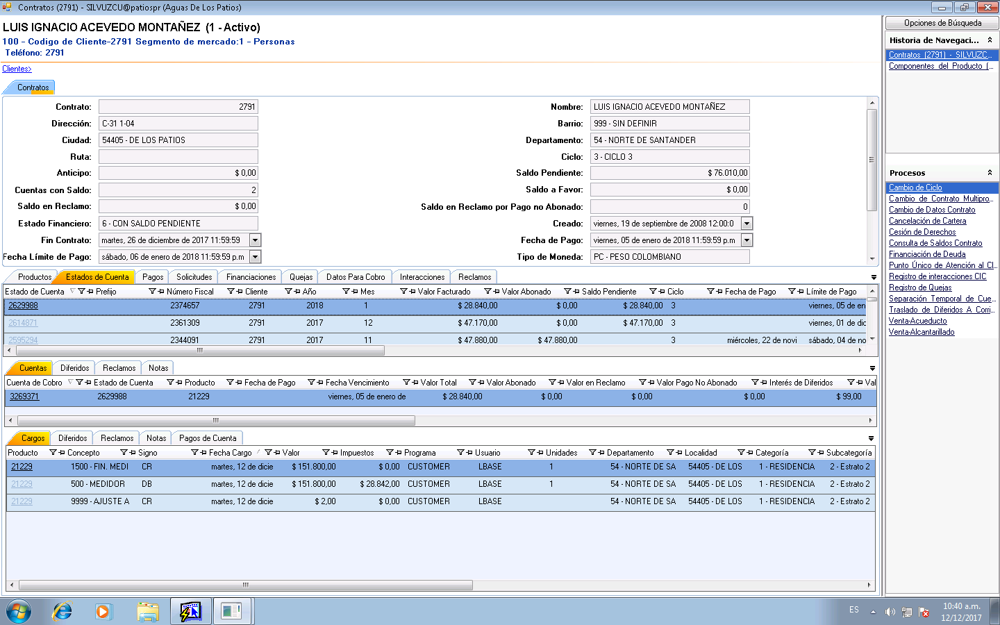 Contratos (2791) - SILVUZCU@patiospr (Aguas De Los Patios)
LUIS IGNACIO ACEVEDO MONTAÑEZ (1 - Activo)
100 - Codigo de Cliente-2791 Segmento de mercado:1 - Personas
Teléfono: 2791
Clientes>
Contratos
Contrato: 2791 Nombre: LUIS IGNACIO ACEVEDO MONTAÑEZ
Dirección: C-31 1-04 Barrio: 999 - SIN DEFINIR
Ciudad: 54405 - DE LOS PATIOS Departamento: 54 - NORTE DE SANTANDER
Ruta: Ciclo: 3 - CICLO 3
Anticipo: $ 0,00 Saldo Pendiente: $ 76.010,00
Cuentas con Saldo: 2 Saldo a Favor: $ 0,00
Saldo en Reclamo: $ 0,00 Saldo en Reclamo por Pago no Abonado: 0
Estado Financiero: 6 - CON SALDO PENDIENTE Creado: viernes, 19 de septiembre de 2008 12:00:0
Fin Contrato: martes, 26 de diciembre de 2017 11:59:59 Fecha de Pago: viernes, 05 de enero de 2018 11:59:59 p.m
Fecha Límite de Pago: sábado, 06 de enero de 2018 11:59:59 p.m Tipo de Moneda: PC - PESO COLOMBIANO
Productos Estados de Cuenta Pagos Solicitudes Financiaciones Quejas Datos Para Cobro Interacciones Reclamos
Estado de Cuenta Prefijo Número Fiscal Cliente Año Mes Valor Facturado Valor Abonado Saldo Pendiente Ciclo Fecha de Pago Límite de Pago
2629988 2374657 2791 2018 1 $ 28.840,00 $ 0,00 $ 28.840,00 3 viernes, 05 de en
2614871 2361309 2791 2017 12 $ 47.170,00 $ 0,00 $ 47.170,00 3 viernes, 01 de dic
2595294 2344091 2791 2017 11 $ 47.880,00 $ 47.880,00 3 miércoles, 22 de novi sábado, 04 de no
Cuentas Diferidos Reclamos Notas
Cuenta de Cobro Estado de Cuenta Producto Fecha de Pago Fecha Vencimiento Valor Total Valor Abonado Valor en Reclamo Valor Pago No Abonado Interés de Diferidos Val
3269371 2629988 21229 viernes, 05 de enero de $ 28.840,00 $ 0,00 $ 0,00 $ 0,00 $ 99,00
Cargos Diferidos Reclamos Notas Pagos de Cuenta
Producto Concepto Signo Fecha Cargo Valor Impuestos Programa Usuario Unidades Departamento Localidad Categoría Subcategoría
21229 1500 - FIN. MEDI CR martes, 12 de dicie $ 151.800,00 $ 0,00 CUSTOMER LBASE 1 54 - NORTE DE SA 54405 - DE LOS 1 - RESIDENCIA 2 - Estrato 2
21229 500 - MEDIDOR DB martes, 12 de dicie $ 151.800,00 $ 28.842,00 CUSTOMER LBASE 1 54 - NORTE DE SA 54405 - DE LOS 1 - RESIDENCIA 2 - Estrato 2
21229 9999 - AJUSTE A CR martes, 12 de dicie $ 2,00 $ 0,00 CUSTOMER LBASE 54 - NORTE DE SA 54405 - DE LOS 1 - RESIDENCIA 2 - Estrato 2
Opciones de Búsqueda
Historia de Navegaci...
Contratos (2791) - SILVUZC...
Componentes del Producto (...
Procesos
Cambio de Ciclo
Cambio de Contrato Multipro...
Cambio de Datos Contrato
Cancelación de Cartera
Cesión de Derechos
Consulta de Saldos Contrato
Financiación de Deuda
Punto Único de Atención al Cl...
Registro de interacciones CIC
Registro de Quejas
Separación Temporal de Cue...
Traslado de Diferidos A Corri...
Venta-Acueducto
Venta-Alcantarillado
ES
10:40 a.m.
12/12/2017